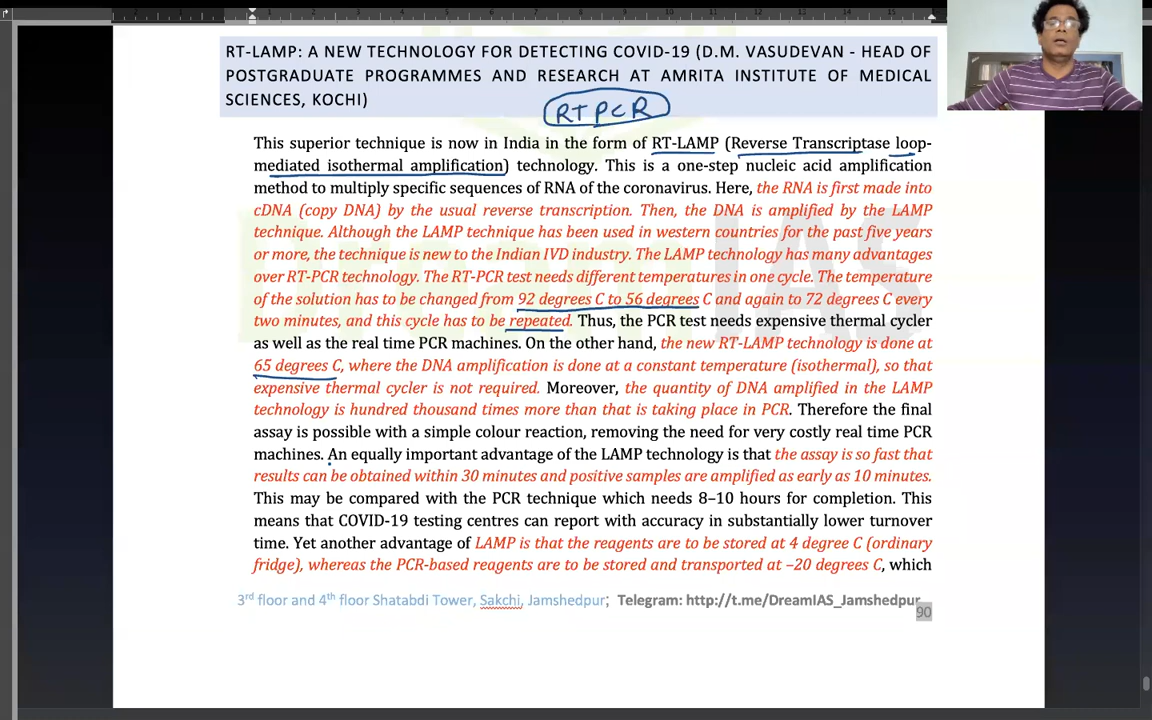 RT-LAMP: A NEW TECHNOLOGY FOR DETECTING COVID-19 (D.M. VASUDEVAN - HEAD OF
POSTGRADUATE PROGRAMMES AND RESEARCH AT AMRITA INSTITUTE OF MEDICAL
SCIENCES, KOCHI)
RTPCR
This superior technique is now in India in the form of RT-LAMP (Reverse Transcriptase loop-
mediated isothermal amplification) technology. This is a one-step nucleic acid amplification
method to multiply specific sequences of RNA of the coronavirus. Here, the RNA is first made into
cDNA (copy DNA) by the usual reverse transcription. Then, the DNA is amplified by the LAMP
technique. Although the LAMP technique has been used in western countries for the past five years
or more, the technique is new to the Indian IVD industry. The LAMP technology has many advantages
over RT-PCR technology. The RT-PCR test needs different temperatures in one cycle. The temperature
of the solution has to be changed from 92 degrees C to 56 degrees C and again to 72 degrees C every
two minutes, and this cycle has to be repeated. Thus, the PCR test needs expensive thermal cycler
as well as the real time PCR machines. On the other hand, the new RT-LAMP technology is done at
65 degrees C, where the DNA amplification is done at a constant temperature (isothermal), so that
expensive thermal cycler is not required. Moreover, the quantity of DNA amplified in the LAMP
technology is hundred thousand times more than that is taking place in PCR. Therefore the final
assay is possible with a simple colour reaction, removing the need for very costly real time PCR
machines. An equally important advantage of the LAMP technology is that the assay is so fast that
results can be obtained within 30 minutes and positive samples are amplified as early as 10 minutes.
This may be compared with the PCR technique which needs 8–10 hours for completion. This
means that COVID-19 testing centres can report with accuracy in substantially lower turnover
time. Yet another advantage of LAMP is that the reagents are to be stored at 4 degree C (ordinary
fridge), whereas the PCR-based reagents are to be stored and transported at –20 degrees C, which
3rd floor and 4th floor Shatabdi Tower, Sakchi, Jamshedpur; Telegram: http://t.me/DreamIAS_Jamshedpur
90